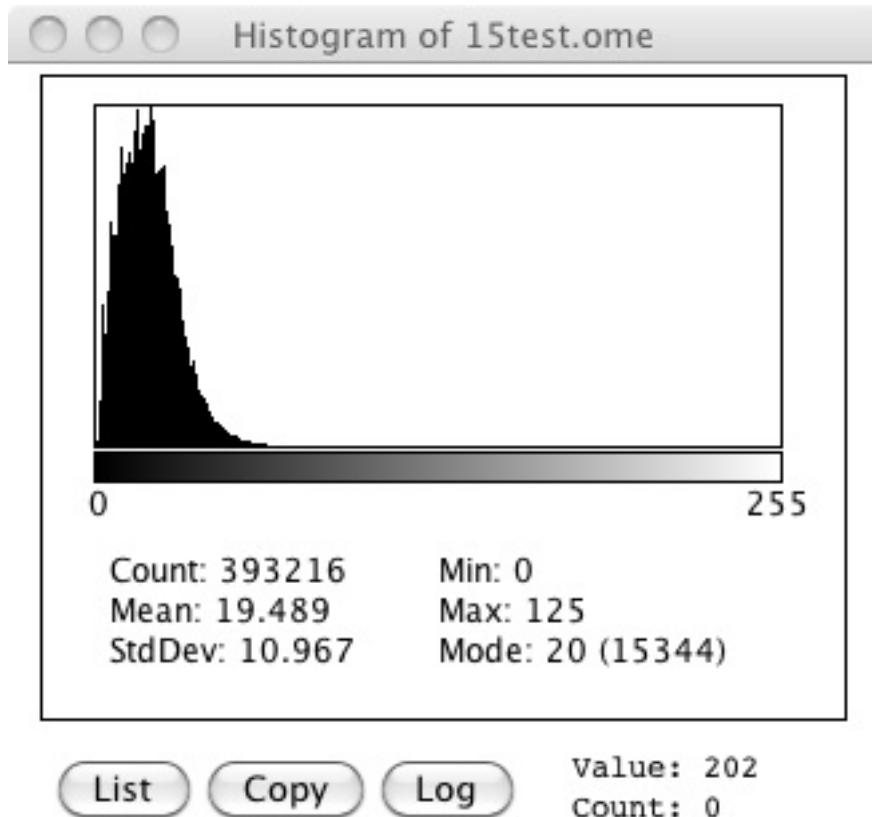 Histogram of 15test.ome
0 255
Count: 393216 Min: 0
Mean: 19.489 Max: 125
StdDev: 10.967 Mode: 20 (15344)
List Copy Log Value: 202
Count: 0